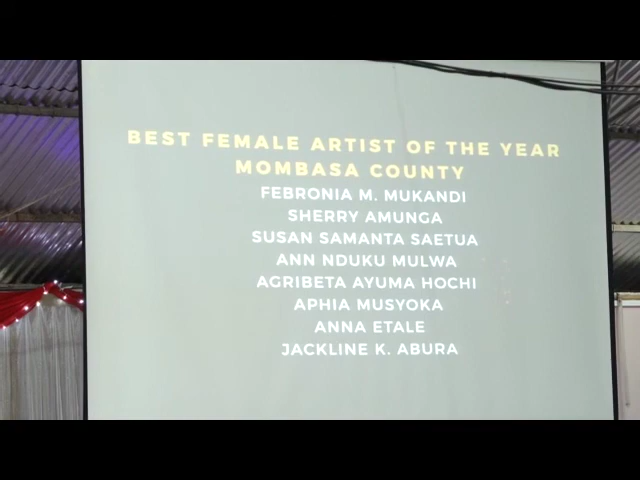 BEST FEMALE ARTIST OF THE YEAR
MOMBASA COUNTY
FEBRONIA M. MUKANDI
SHERRY AMUNGA
SUSAN SAMANTA SAETUA
ANN NDUKU MULWA
AGRIBETA AYUMA HOCHI
APHIA MUSYOKA
ANNA ETALE
JACKLINE K. ABURA